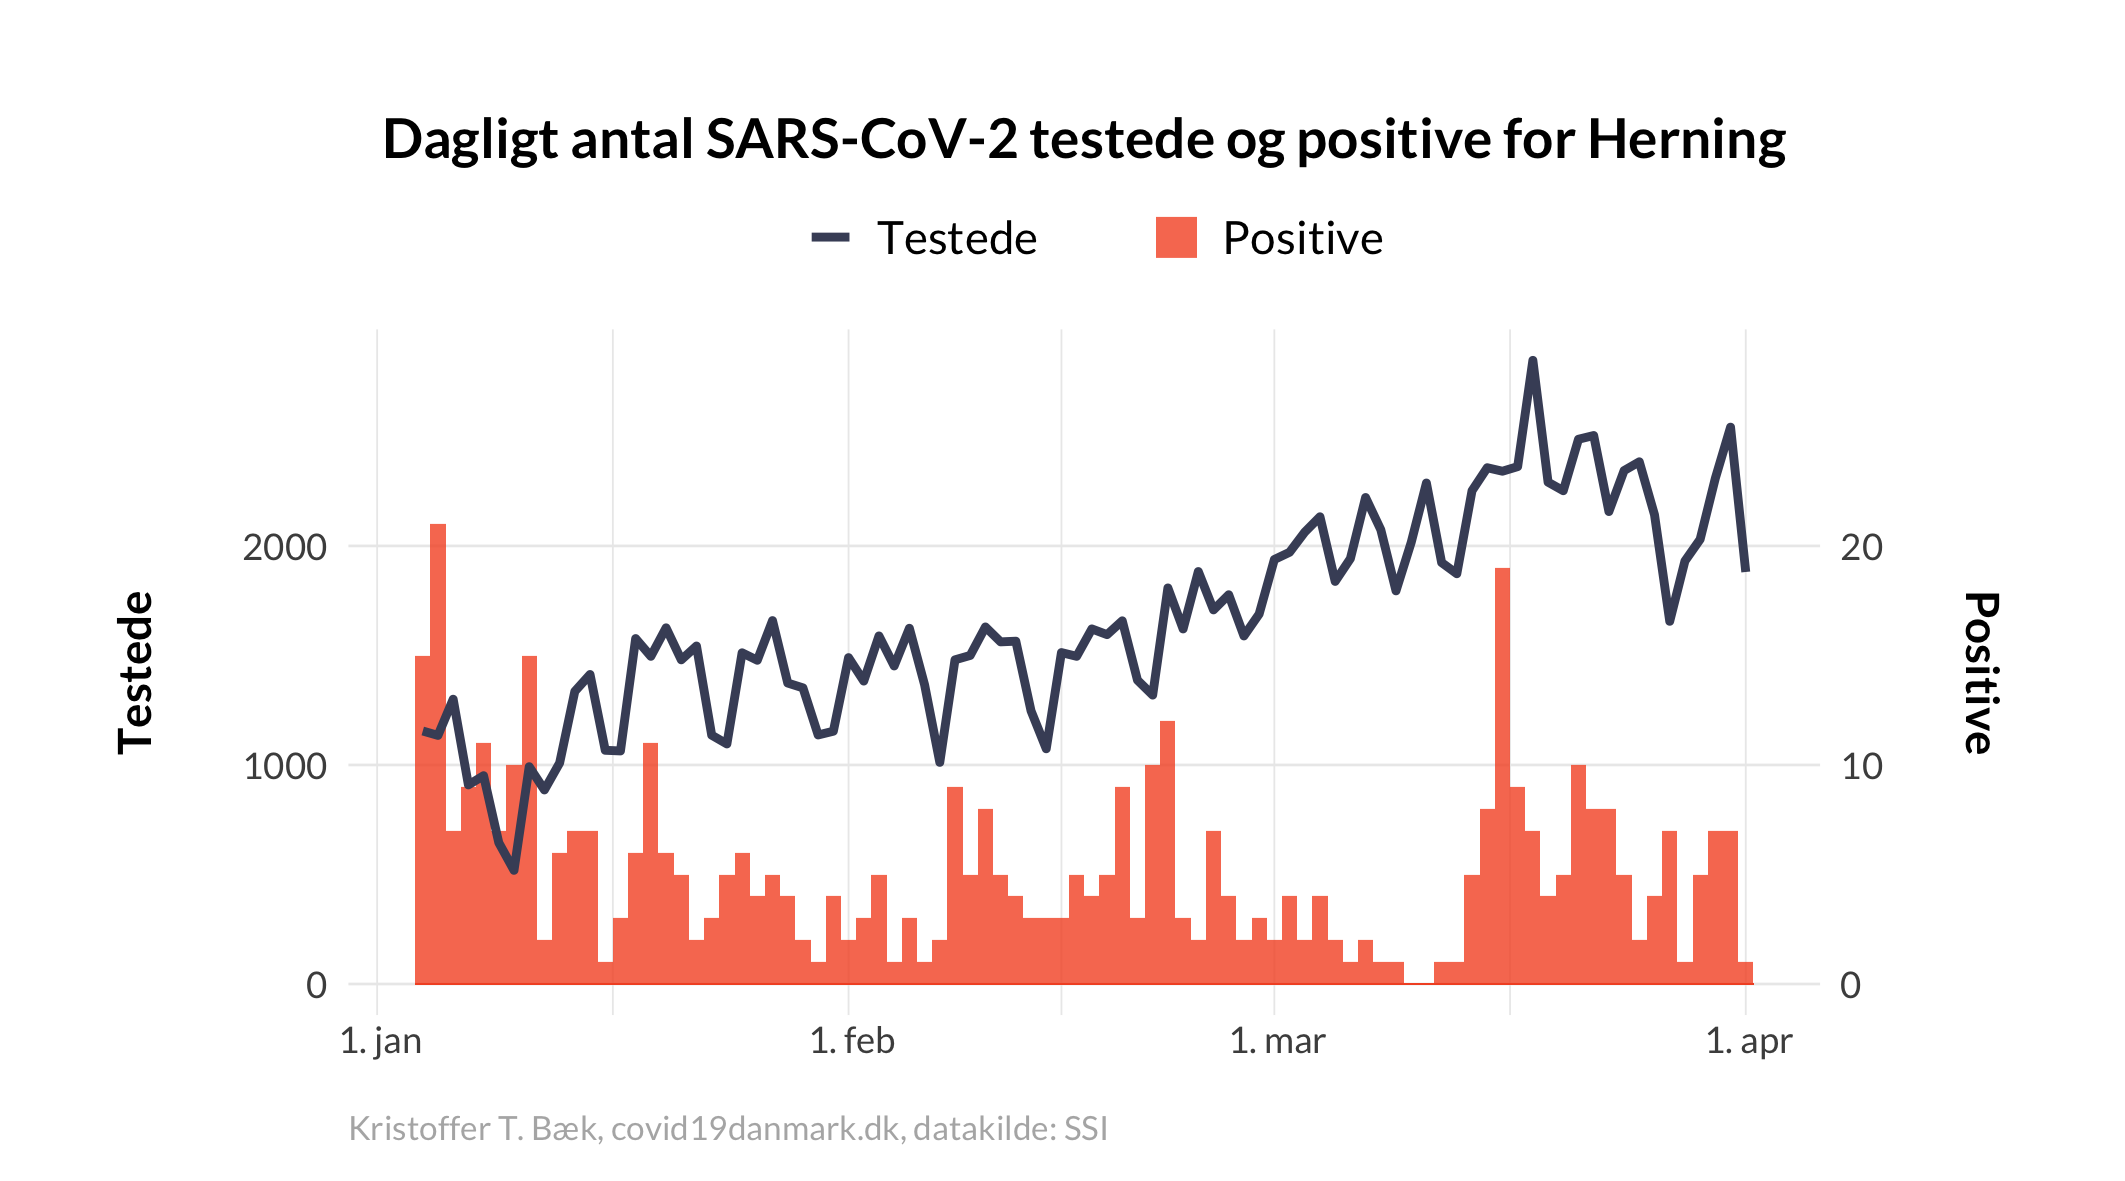 Dagligt antal SARS-CoV-2 testede og positive for Herning
Testede
Positive
Testede
2000
1000
0
20
10
0
Positive
1. jan
1. feb
1. mar
1. apr
Kristoffer T. Bæk, covid19danmark.dk, datakilde: SSI